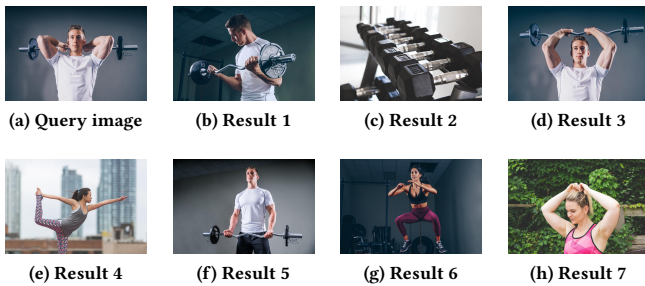 (a) Query image
(b) Result 1
(c) Result 2
(d) Result 3
(e) Result 4
(f) Result 5
(g) Result 6
(h) Result 7